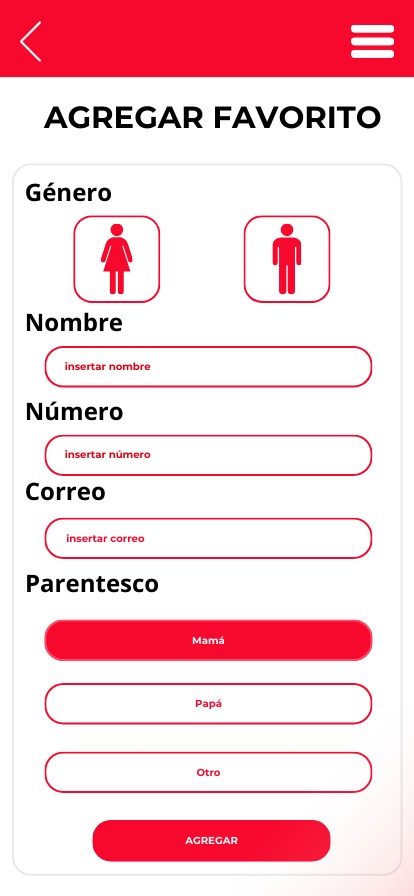 AGREGAR FAVORITO
Género
Nombre
insertar nombre
Número
insertar número
Correo
insertar correo
Parentesco
Mamá
Papá
Otro
AGREGAR